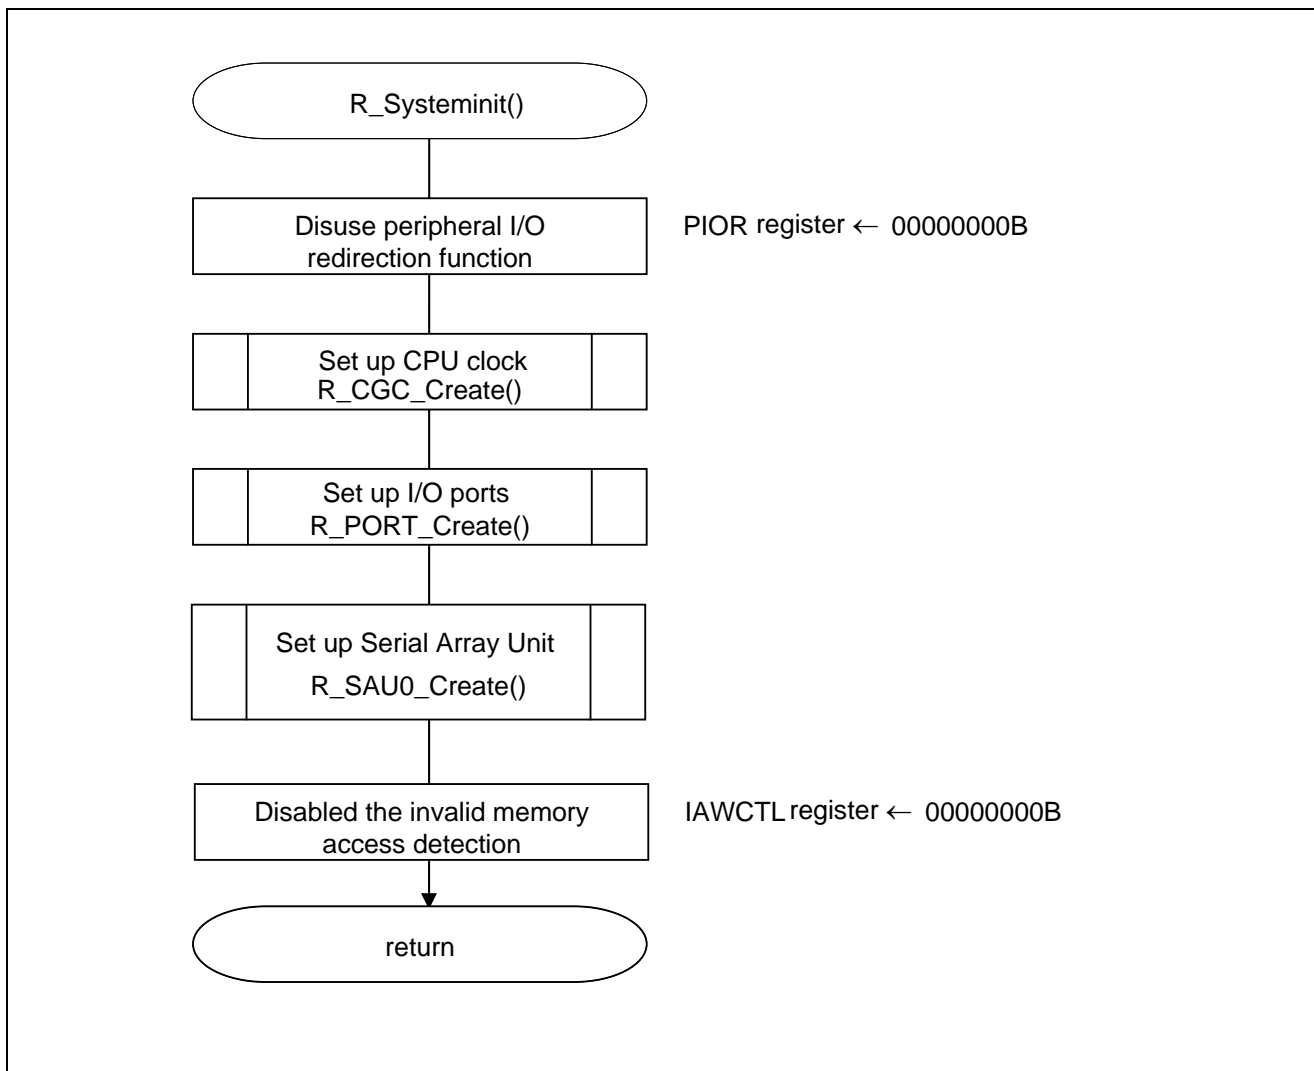 R_Systeminit()
Disuse peripheral I/O
redirection function
PIOR register ← 00000000B
Set up CPU clock
R_CGC_Create()
Set up I/O ports
R_PORT_Create()
Set up Serial Array Unit
R_SAU0_Create()
Disabled the invalid memory
access detection
IAWCTL register ← 00000000B
return